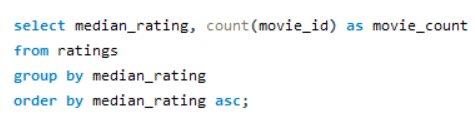 select median_rating, count(movie_id) as movie_count
from ratings
group by median_rating
order by median_rating asc;